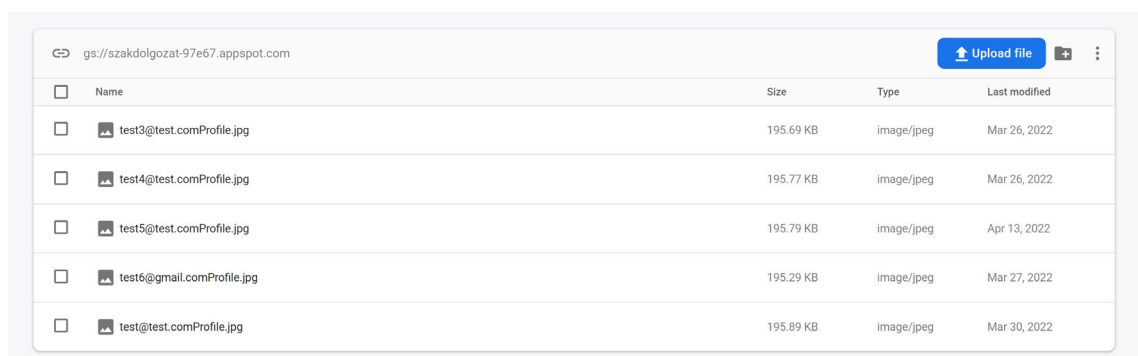 gs://szakdolgozat-97e67.appspot.com Upload file
Name Size Type Last modified
test3@test.comProfile.jpg 195.69 KB image/jpeg Mar 26, 2022
test4@test.comProfile.jpg 195.77 KB image/jpeg Mar 26, 2022
test5@test.comProfile.jpg 195.79 KB image/jpeg Apr 13, 2022
test6@gmail.comProfile.jpg 195.29 KB image/jpeg Mar 27, 2022
test@test.comProfile.jpg 195.89 KB image/jpeg Mar 30, 2022